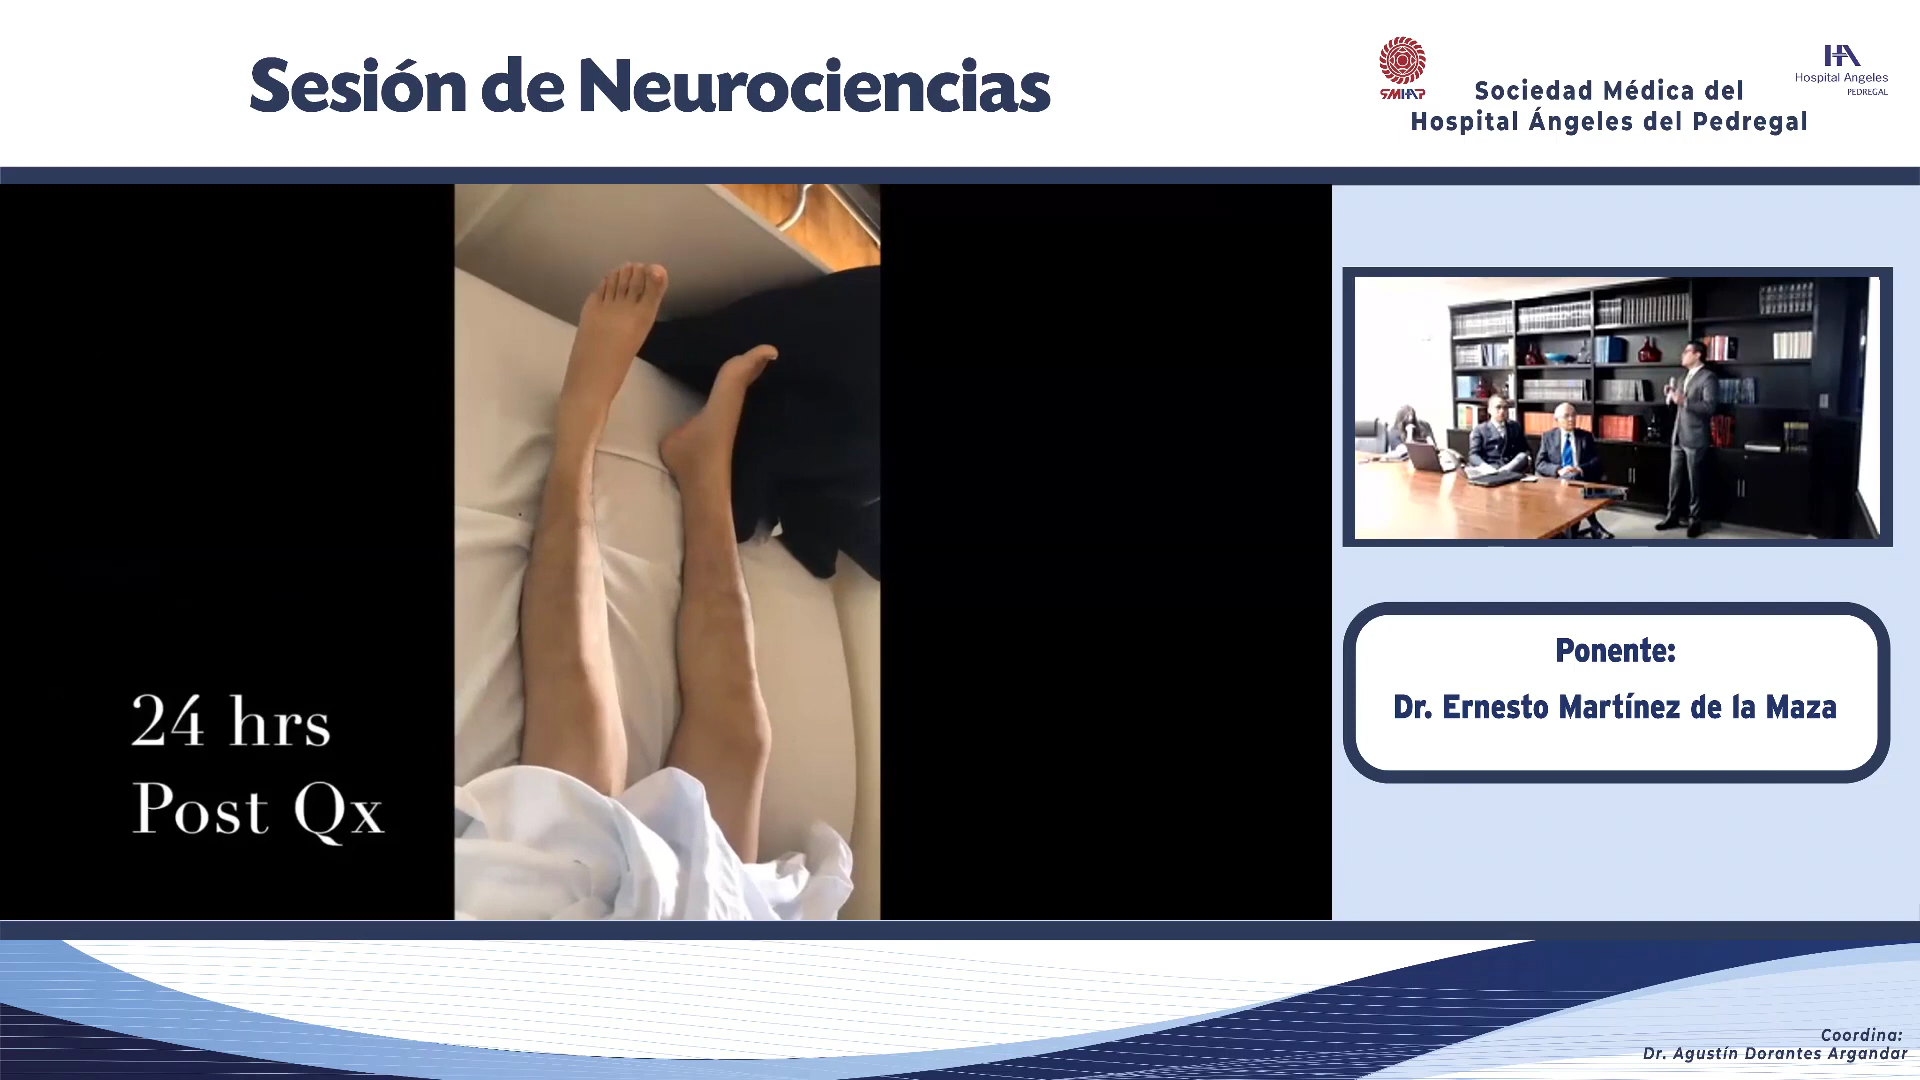 Sesión de Neurociencias
SMHAP
Sociedad Médica del
Hospital Ángeles del Pedregal
HA
Hospital Angeles
PEDREGAL
24 hrs
Post Qx
Ponente:
Dr. Ernesto Martínez de la Maza
Coordina:
Dr. Agustín Dorantes Argandar